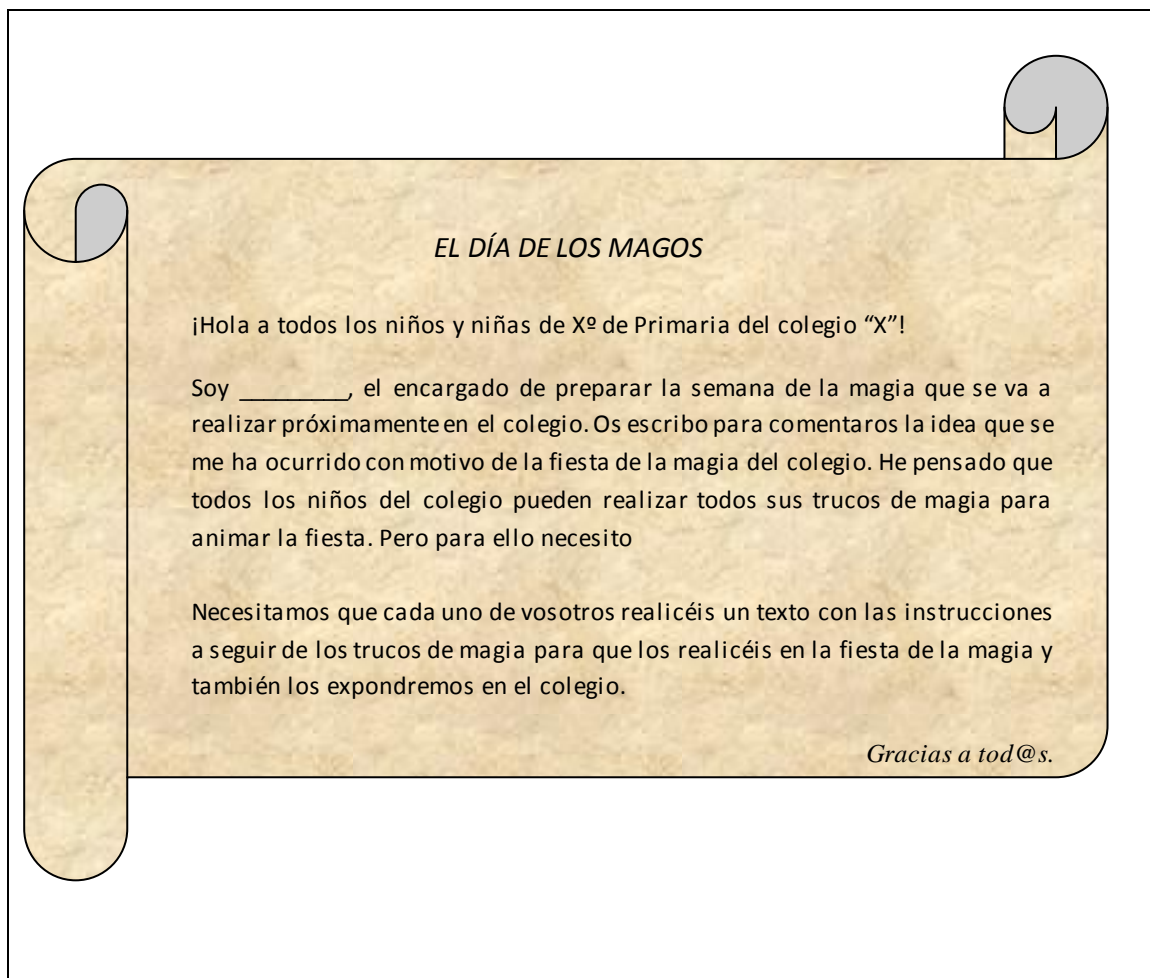 EL DÍA DE LOS MAGOS
¡Hola a todos los niños y niñas de Xº de Primaria del colegio “X”!
Soy ________, el encargado de preparar la semana de la magia que se va a
realizar próximamente en el colegio. Os escribo para comentaros la idea que se
me ha ocurrido con motivo de la fiesta de la magia del colegio. He pensado que
todos los niños del colegio pueden realizar todos sus trucos de magia para
animar la fiesta. Pero para ello necesito
Necesitamos que cada uno de vosotros realicéis un texto con las instrucciones
a seguir de los trucos de magia para que los realicéis en la fiesta de la magia y
también los expondremos en el colegio.
Gracias a tod@s.